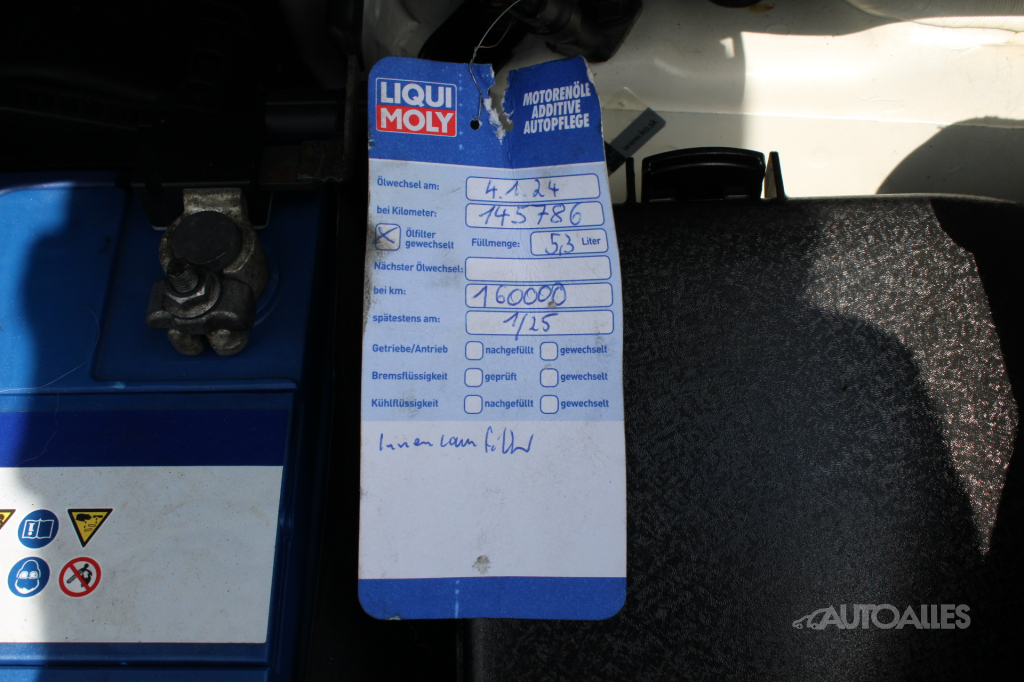 LIQUI
MOLY
MOTORENÖLE
ADDITIVE
AUTOPFLEGE
Ölwechsel am: 4.1.24
bei Kilometer: 145786
Ölfilter gewechselt Füllmenge: 5,3 Liter
Nächster Ölwechsel:
bei km: 160000
spätestens am: 1/25
Getriebe/Antrieb nachgefüllt gewechselt
Bremsflüssigkeit geprüft gewechselt
Kühlflüssigkeit nachgefüllt gewechselt
Innenraum filter
AUTOALLES